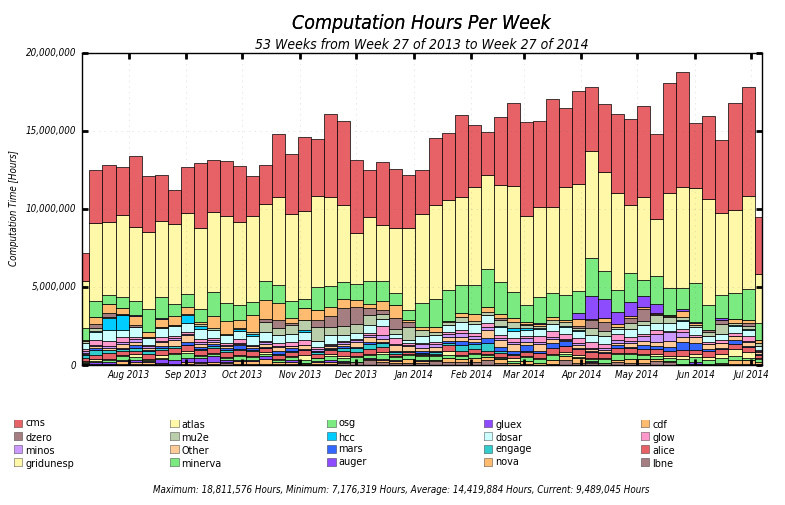 Computation Hours Per Week
53 Weeks from Week 27 of 2013 to Week 27 of 2014
20,000,000
15,000,000
10,000,000
5,000,000
0
Computation Time [Hours]
Aug 2013 Sep 2013 Oct 2013 Nov 2013 Dec 2013 Jan 2014 Feb 2014 Mar 2014 Apr 2014 May 2014 Jun 2014 Jul 2014
cms atlas osg gluex cdf
dzero mu2e hcc dosar glow
minos Other mars engage alice
gridunesp minerva auger nova lbne
Maximum: 18,811,576 Hours, Minimum: 7,176,319 Hours, Average: 14,419,884 Hours, Current: 9,489,045 Hours